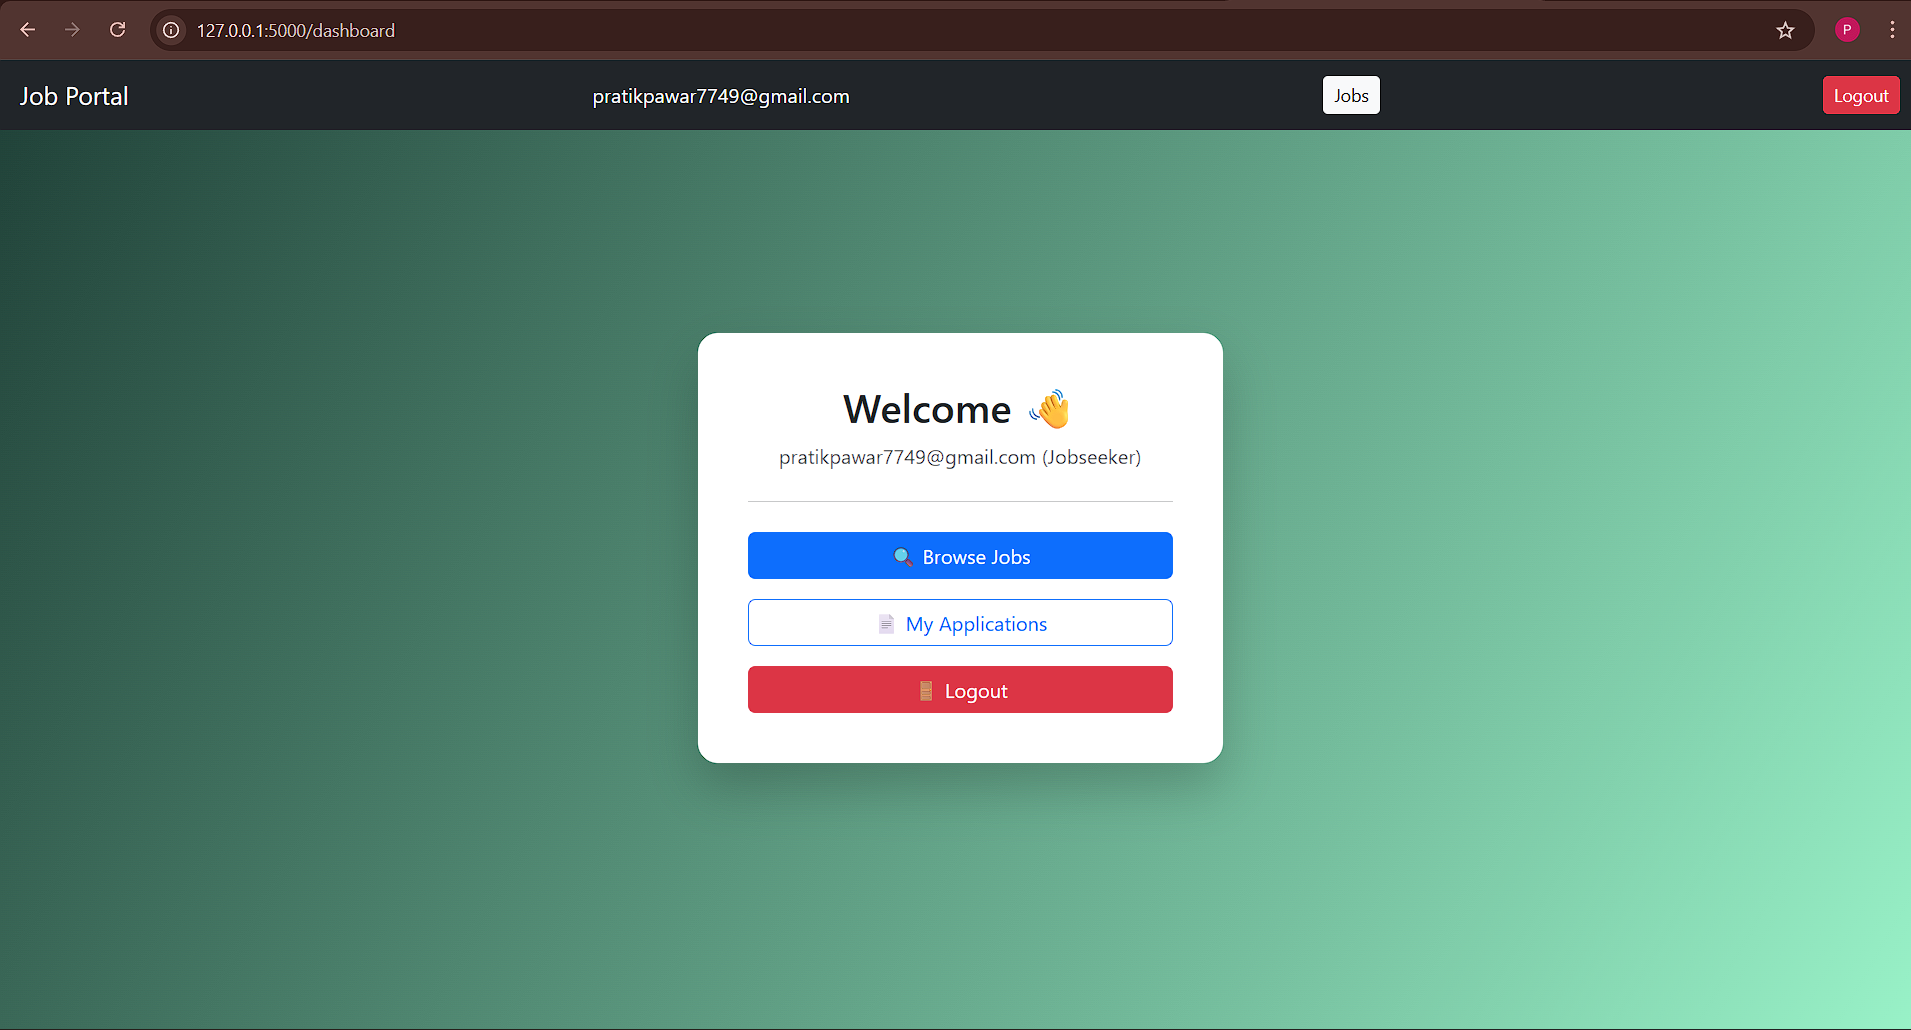 127.0.0.1:5000/dashboard
P
Job Portal
pratikpawar7749@gmail.com
Jobs
Logout
Welcome 👋
pratikpawar7749@gmail.com (Jobseeker)
🔍 Browse Jobs
📄 My Applications
🚪 Logout